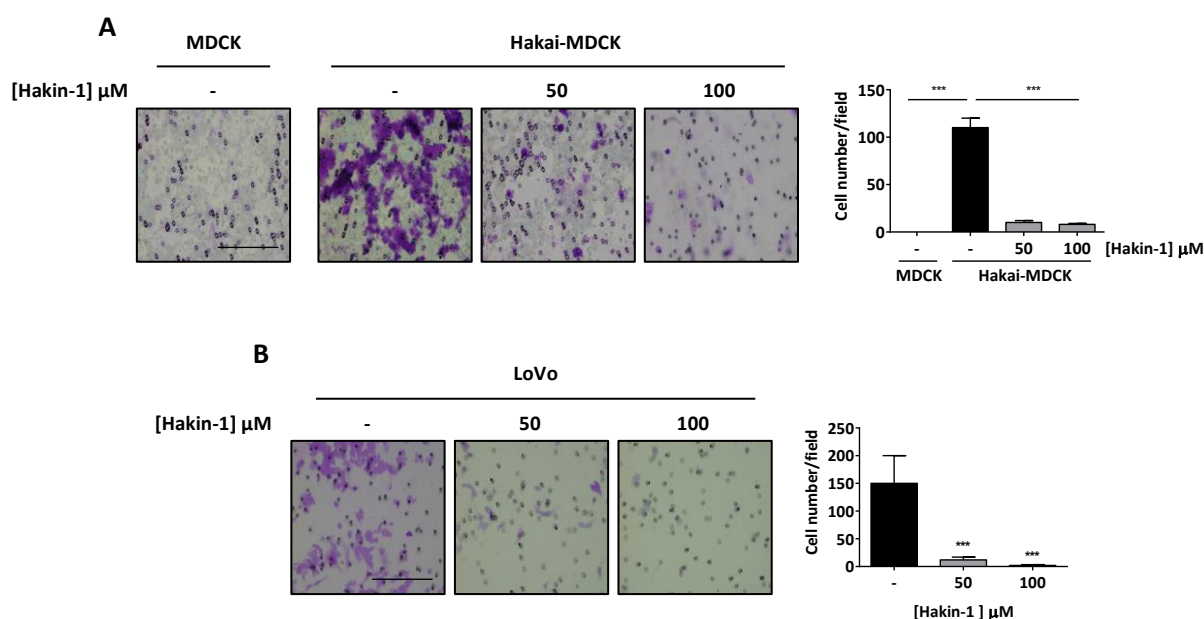 A
MDCK
Hakai-MDCK
[Hakin-1] μM
-
-
50
100
Cell number/field
150
100
50
0
***
***
-
-
50
100
[Hakin-1] μM
MDCK
Hakai-MDCK
B
LoVo
[Hakin-1] μM
-
50
100
Cell number/field
250
200
150
100
50
0
***
***
-
50
100
[Hakin-1 ] μM